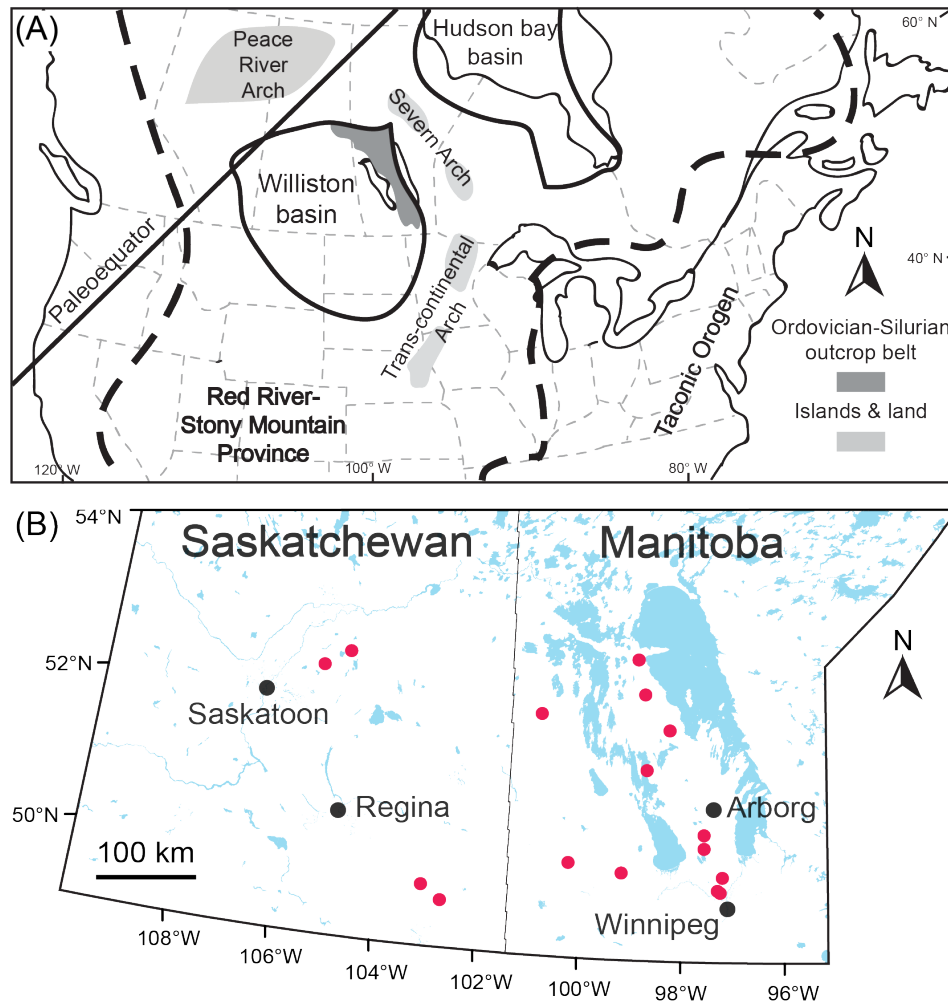 (A)
Peace
River
Arch
Hudson bay
basin
60° N
Severn Arch
Williston
basin
Paleoequator
Trans-continental
Arch
N
40° N
Taconic Orogen
Ordovician-Silurian
outcrop belt
Islands & land
Red River-
Stony Mountain
Province
120° W
100° W
80° W
(B)
54°N
Saskatchewan
Manitoba
N
52°N
Saskatoon
50°N
Regina
Arborg
100 km
Winnipeg
108°W
106°W
104°W
102°W
100°W
98°W
96°W